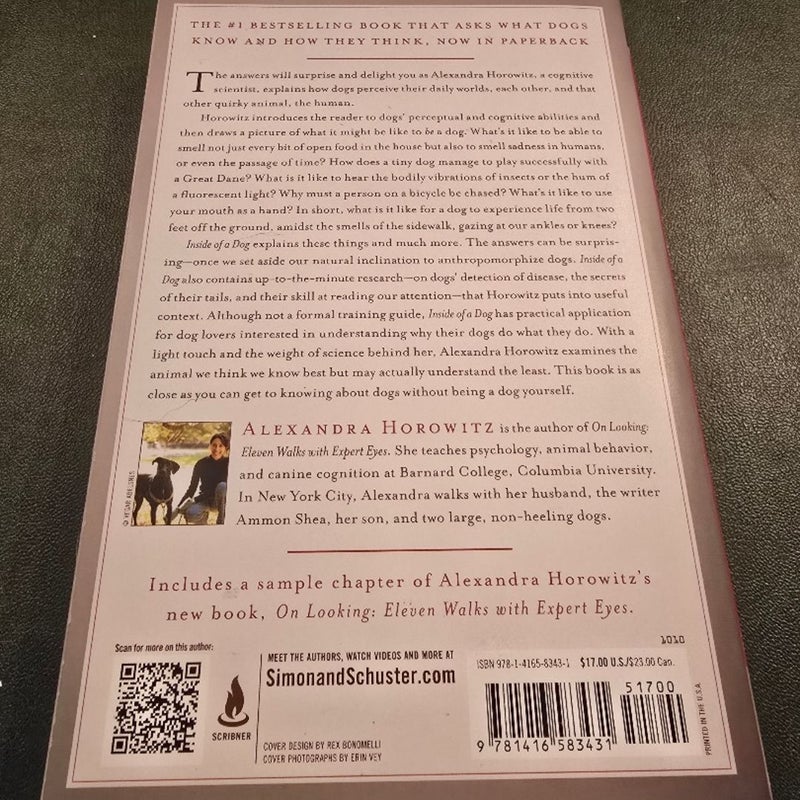 THE #1 BESTSELLING BOOK THAT ASKS WHAT DOGS
KNOW AND HOW THEY THINK, NOW IN PAPERBACK
The answers will surprise and delight you as Alexandra Horowitz, a cognitive
scientist, explains how dogs perceive their daily worlds, each other, and that
other quirky animal, the human.
Horowitz introduces the reader to dogs' perceptual and cognitive abilities and
then draws a picture of what it might be like to be a dog. What's it like to be able to
smell not just every bit of open food in the house but also to smell sadness in humans,
or even the passage of time? How does a tiny dog manage to play successfully with
a Great Dane? What is it like to hear the bodily vibrations of insects or the hum of
a fluorescent light? Why must a person on a bicycle be chased? What's it like to use
your mouth as a hand? In short, what is it like for a dog to experience life from two
feet off the ground, amidst the smells of the sidewalk, gazing at our ankles or knees?
Inside of a Dog explains these things and much more. The answers can be surpris-
ing—once we set aside our natural inclination to anthropomorphize dogs. Inside of a
Dog also contains up-to-the-minute research—on dogs' detection of disease, the secrets
of their tails, and their skill at reading our attention—that Horowitz puts into useful
context. Although not a formal training guide, Inside of a Dog has practical application
for dog lovers interested in understanding why their dogs do what they do. With a
light touch and the weight of science behind her, Alexandra Horowitz examines the
animal we think we know best but may actually understand the least. This book is as
close as you can get to knowing about dogs without being a dog yourself.
ALEXANDRA HOROWITZ is the author of On Looking:
Eleven Walks with Expert Eyes. She teaches psychology, animal behavior,
and canine cognition at Barnard College, Columbia University.
In New York City, Alexandra walks with her husband, the writer
Ammon Shea, her son, and two large, non-heeling dogs.
Includes a sample chapter of Alexandra Horowitz's
new book, On Looking: Eleven Walks with Expert Eyes.
1010
Scan for more on this author:
SCRIBNER
MEET THE AUTHORS, WATCH VIDEOS AND MORE AT
SimonandSchuster.com
COVER DESIGN BY REX BONOMELLI
COVER PHOTOGRAPHS BY ERIN VEY
ISBN 978-1-4165-8343-1 $17.00 U.S./$23.00 Can.
51700
9 781416 583431
PRINTED IN THE U.S.A.